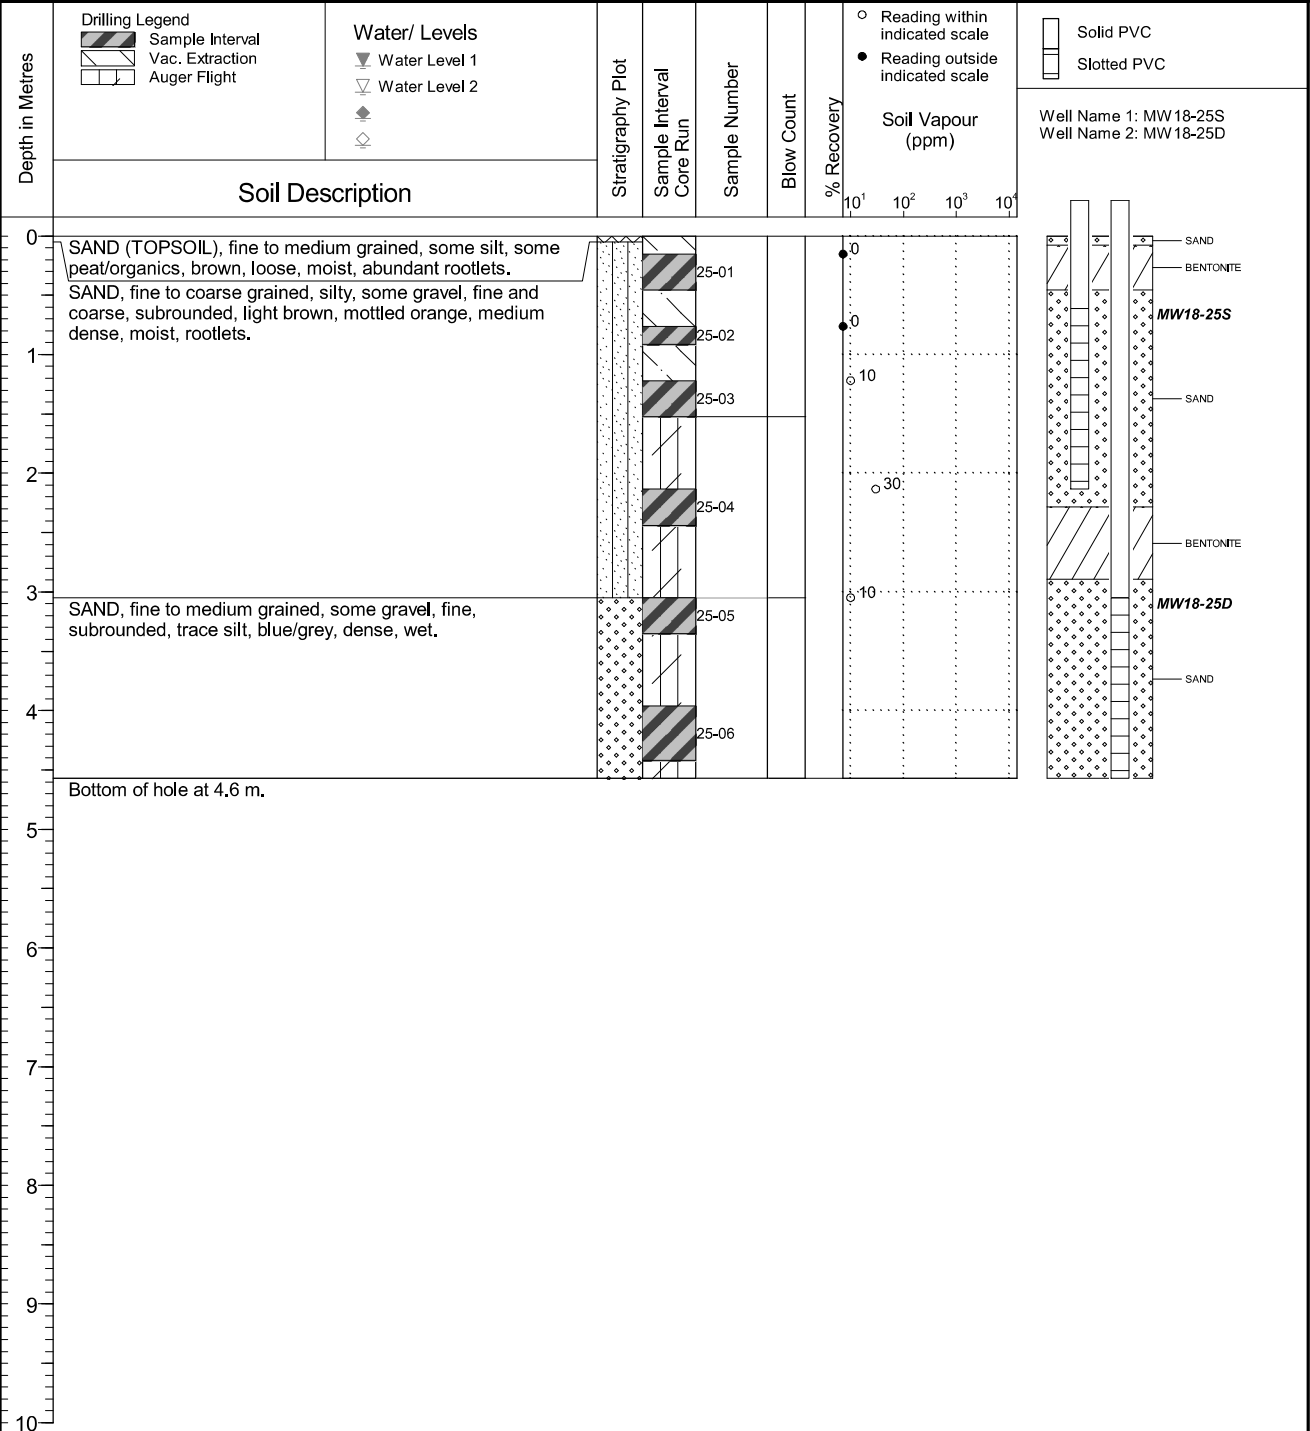 Depth in Metres
Drilling Legend
Sample Interval
Vac. Extraction
Auger Flight
Water/ Levels
Water Level 1
Water Level 2
Soil Description
Stratigraphy Plot
Sample Interval
Core Run
Sample Number
Blow Count
% Recovery
Reading within
indicated scale
Reading outside
indicated scale
Soil Vapour
(ppm)
10¹ 10² 10³ 10⁴
Solid PVC
Slotted PVC
Well Name 1: MW18-25S
Well Name 2: MW18-25D
0
SAND (TOPSOIL), fine to medium grained, some silt, some
peat/organics, brown, loose, moist, abundant rootlets.
SAND, fine to coarse grained, silty, some gravel, fine and
coarse, subrounded, light brown, mottled orange, medium
dense, moist, rootlets.
25-01
0
SAND
BENTONITE
MW18-25S
25-02
0
1
25-03
10
SAND
2
25-04
30
BENTONITE
3
SAND, fine to medium grained, some gravel, fine,
subrounded, trace silt, blue/grey, dense, wet.
25-05
10
MW18-25D
SAND
4
25-06
Bottom of hole at 4.6 m.
5
6
7
8
9
10